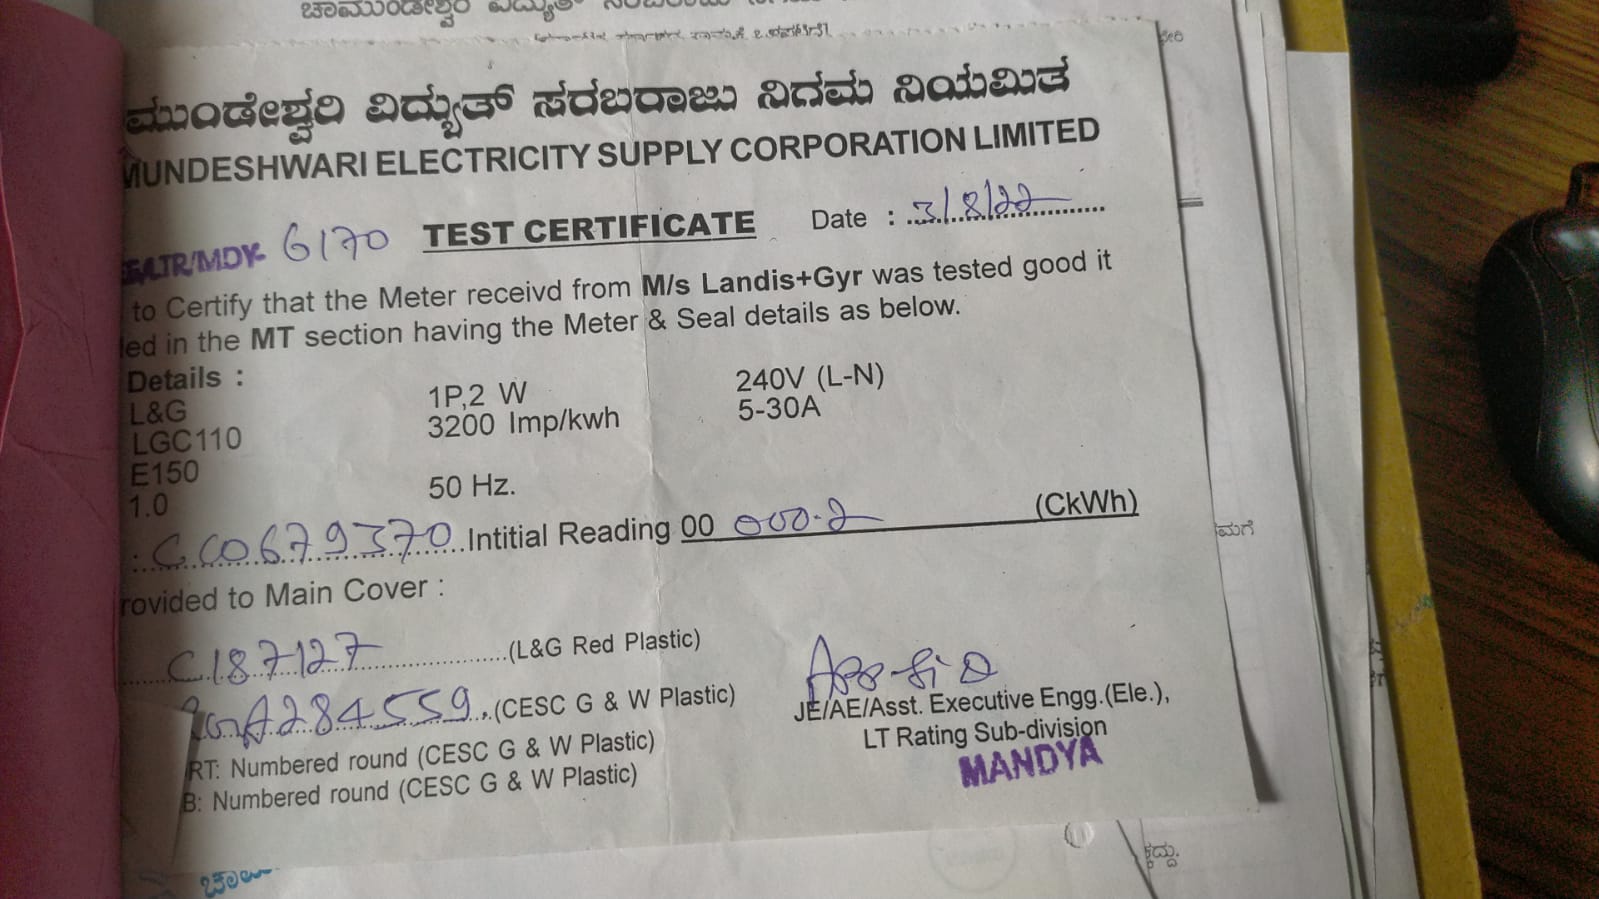 ಮುಂಡೇಶ್ವರಿ ವಿದ್ಯುತ್ ಸರಬರಾಜು ನಿಗಮ ನಿಯಮಿತ
MUNDESHWARI ELECTRICITY SUPPLY CORPORATION LIMITED
LTR/MDY- 6170 TEST CERTIFICATE Date : 3/8/22
to Certify that the Meter receivd from M/s Landis+Gyr was tested good it
led in the MT section having the Meter & Seal details as below.
Details :
L&G 1P,2 W 240V (L-N)
LGC110 3200 Imp/kwh 5-30A
E150
1.0 50 Hz.
: CC0679370 Intitial Reading 00 000.2 (CkWh)
rovided to Main Cover :
C187127 (L&G Red Plastic)
A284559 (CESC G & W Plastic)
JE/AE/Asst. Executive Engg.(Ele.),
RT: Numbered round (CESC G & W Plastic) LT Rating Sub-division
B: Numbered round (CESC G & W Plastic) MANDYA
ಮಗೆ